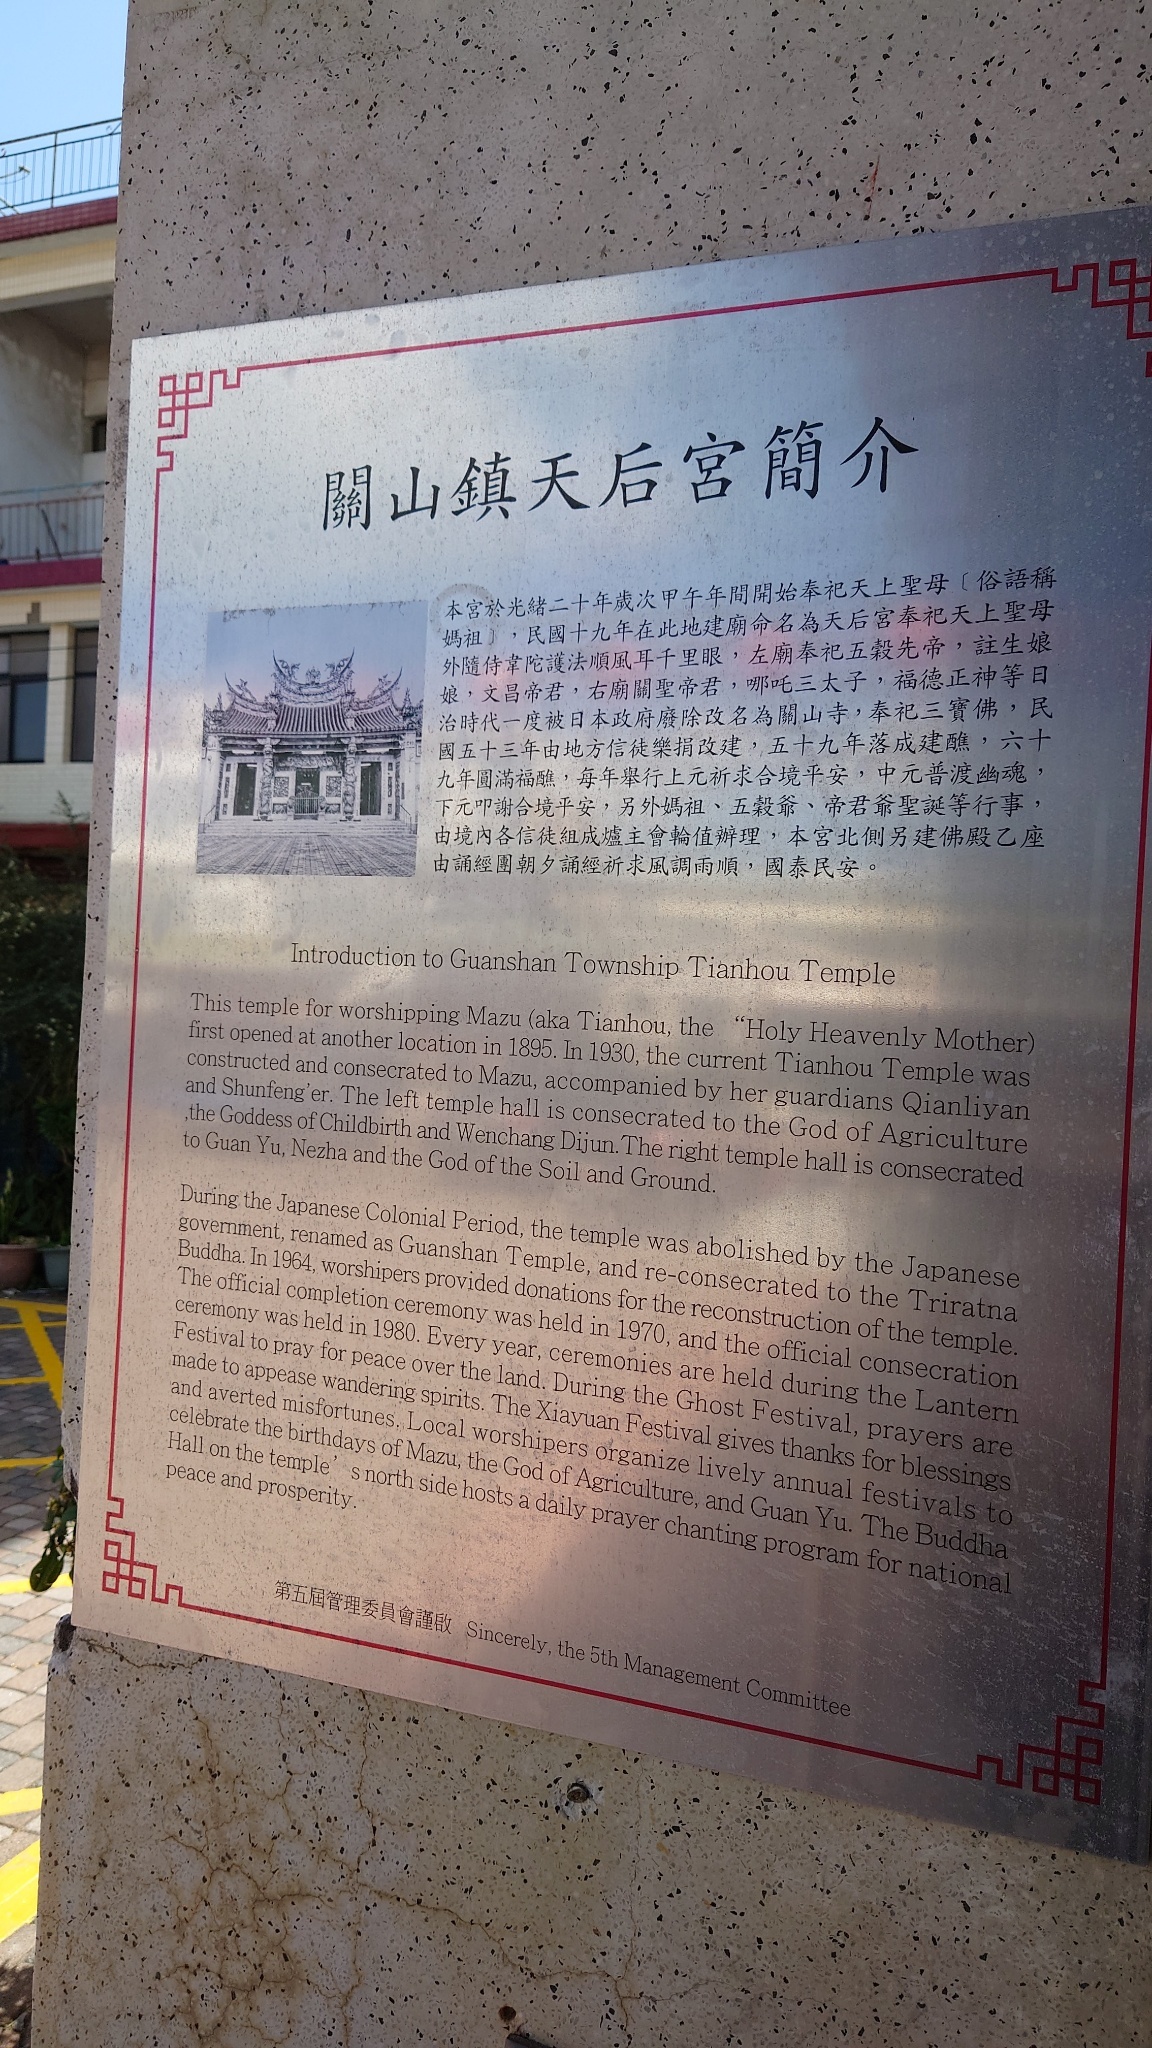 關山鎮天后宮簡介
本宮於光緒二十年歲次甲午年間開始奉祀天上聖母〔俗語稱
媽祖〕，民國十九年在此地建廟命名為天后宮奉祀天上聖母
外隨侍韋陀護法順風耳千里眼，左廟奉祀五穀先帝，註生娘
娘，文昌帝君，右廟關聖帝君，哪吒三太子，福德正神等日
治時代一度被日本政府廢除改名為關山寺，奉祀三寶佛，民
國五十三年由地方信徒樂捐改建，五十九年落成建醮，六十
九年圓滿福醮，每年舉行上元祈求合境平安，中元普渡幽魂，
下元叩謝合境平安，另外媽祖、五穀爺、帝君爺聖誕等行事，
由境內各信徒組成爐主會輪值辦理，本宮北側另建佛殿乙座
由誦經團朝夕誦經祈求風調雨順，國泰民安。
Introduction to Guanshan Township Tianhou Temple
This temple for worshipping Mazu (aka Tianhou, the “Holy Heavenly Mother)
first opened at another location in 1895. In 1930, the current Tianhou Temple was
constructed and consecrated to Mazu, accompanied by her guardians Qianliyan
and Shunfeng'er. The left temple hall is consecrated to the God of Agriculture
,the Goddess of Childbirth and Wenchang Dijun.The right temple hall is consecrated
to Guan Yu, Nezha and the God of the Soil and Ground.
During the Japanese Colonial Period, the temple was abolished by the Japanese
government, renamed as Guanshan Temple, and re-consecrated to the Triratna
Buddha. In 1964, worshipers provided donations for the reconstruction of the temple.
The official completion ceremony was held in 1970, and the official consecration
ceremony was held in 1980. Every year, ceremonies are held during the Lantern
Festival to pray for peace over the land. During the Ghost Festival, prayers are
made to appease wandering spirits. The Xiayuan Festival gives thanks for blessings
and averted misfortunes. Local worshipers organize lively annual festivals to
celebrate the birthdays of Mazu, the God of Agriculture, and Guan Yu. The Buddha
Hall on the temple’s north side hosts a daily prayer chanting program for national
peace and prosperity.
第五屆管理委員會謹啟 Sincerely, the 5th Management Committee